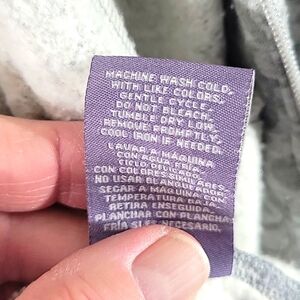 MACHINE WASH COLD,
WITH LIKE COLORS,
GENTLE CYCLE.
DO NOT BLEACH.
TUMBLE DRY LOW,
REMOVE PROMPTLY.
COOL IRON IF NEEDED.
LAVAR A MAQUINA
CON AGUA FRIA,
CICLO DELICADO,
CON COLORES SIMILARES.
NO USAR BLANQUEADOR.
SECAR A MAQUINA CON
TEMPERATURA BAJA,
RETIRA ENSEGUIDA.
PLANCHAR CON PLANCHA
FRIA SI ES NECESARIO.